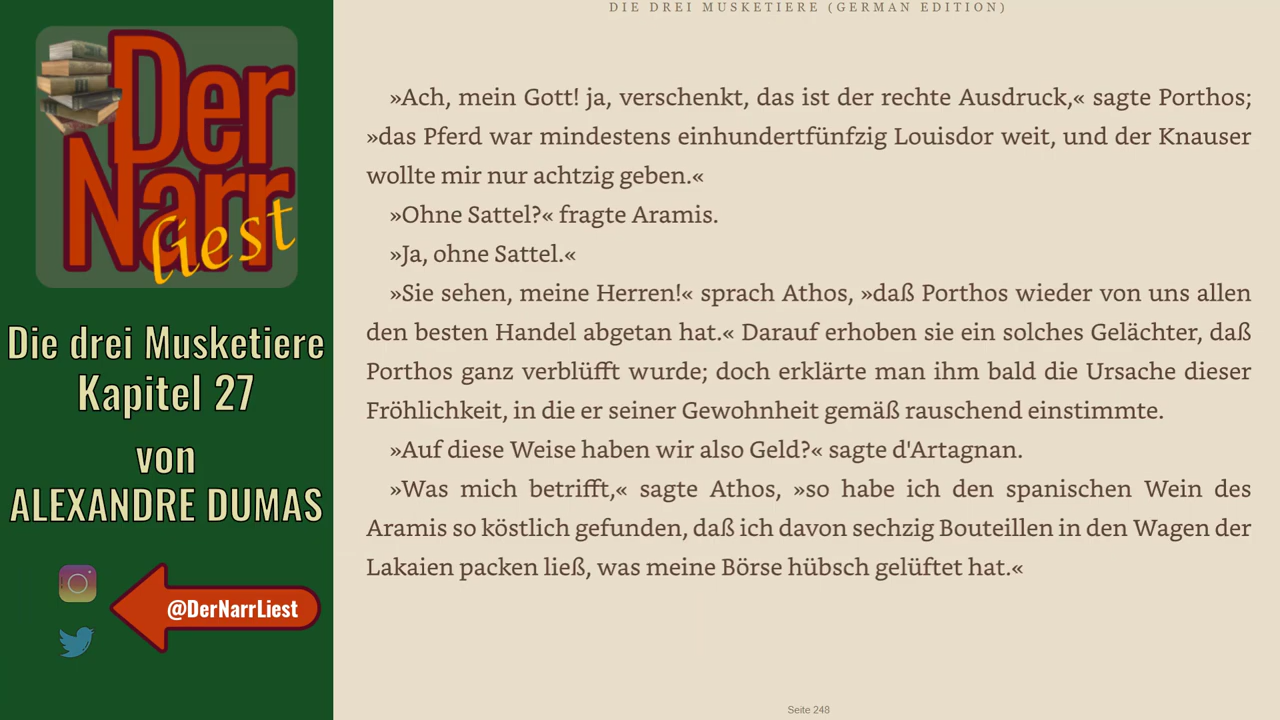 Der
Narr
liest
Die drei Musketiere
Kapitel 27
von
ALEXANDRE DUMAS
@DerNarrLiest
DIE DREI MUSKETIERE (GERMAN EDITION)
»Ach, mein Gott! ja, verschenkt, das ist der rechte Ausdruck,« sagte Porthos;
»das Pferd war mindestens einhundertfünfzig Louisdor weit, und der Knauser
wollte mir nur achtzig geben.«
»Ohne Sattel?« fragte Aramis.
»Ja, ohne Sattel.«
»Sie sehen, meine Herren!« sprach Athos, »daß Porthos wieder von uns allen
den besten Handel abgetan hat.« Darauf erhoben sie ein solches Gelächter, daß
Porthos ganz verblüfft wurde; doch erklärte man ihm bald die Ursache dieser
Fröhlichkeit, in die er seiner Gewohnheit gemäß rauschend einstimmte.
»Auf diese Weise haben wir also Geld?« sagte d'Artagnan.
»Was mich betrifft,« sagte Athos, »so habe ich den spanischen Wein des
Aramis so köstlich gefunden, daß ich davon sechzig Bouteillen in den Wagen der
Lakaien packen ließ, was meine Börse hübsch gelüftet hat.«
Seite 248